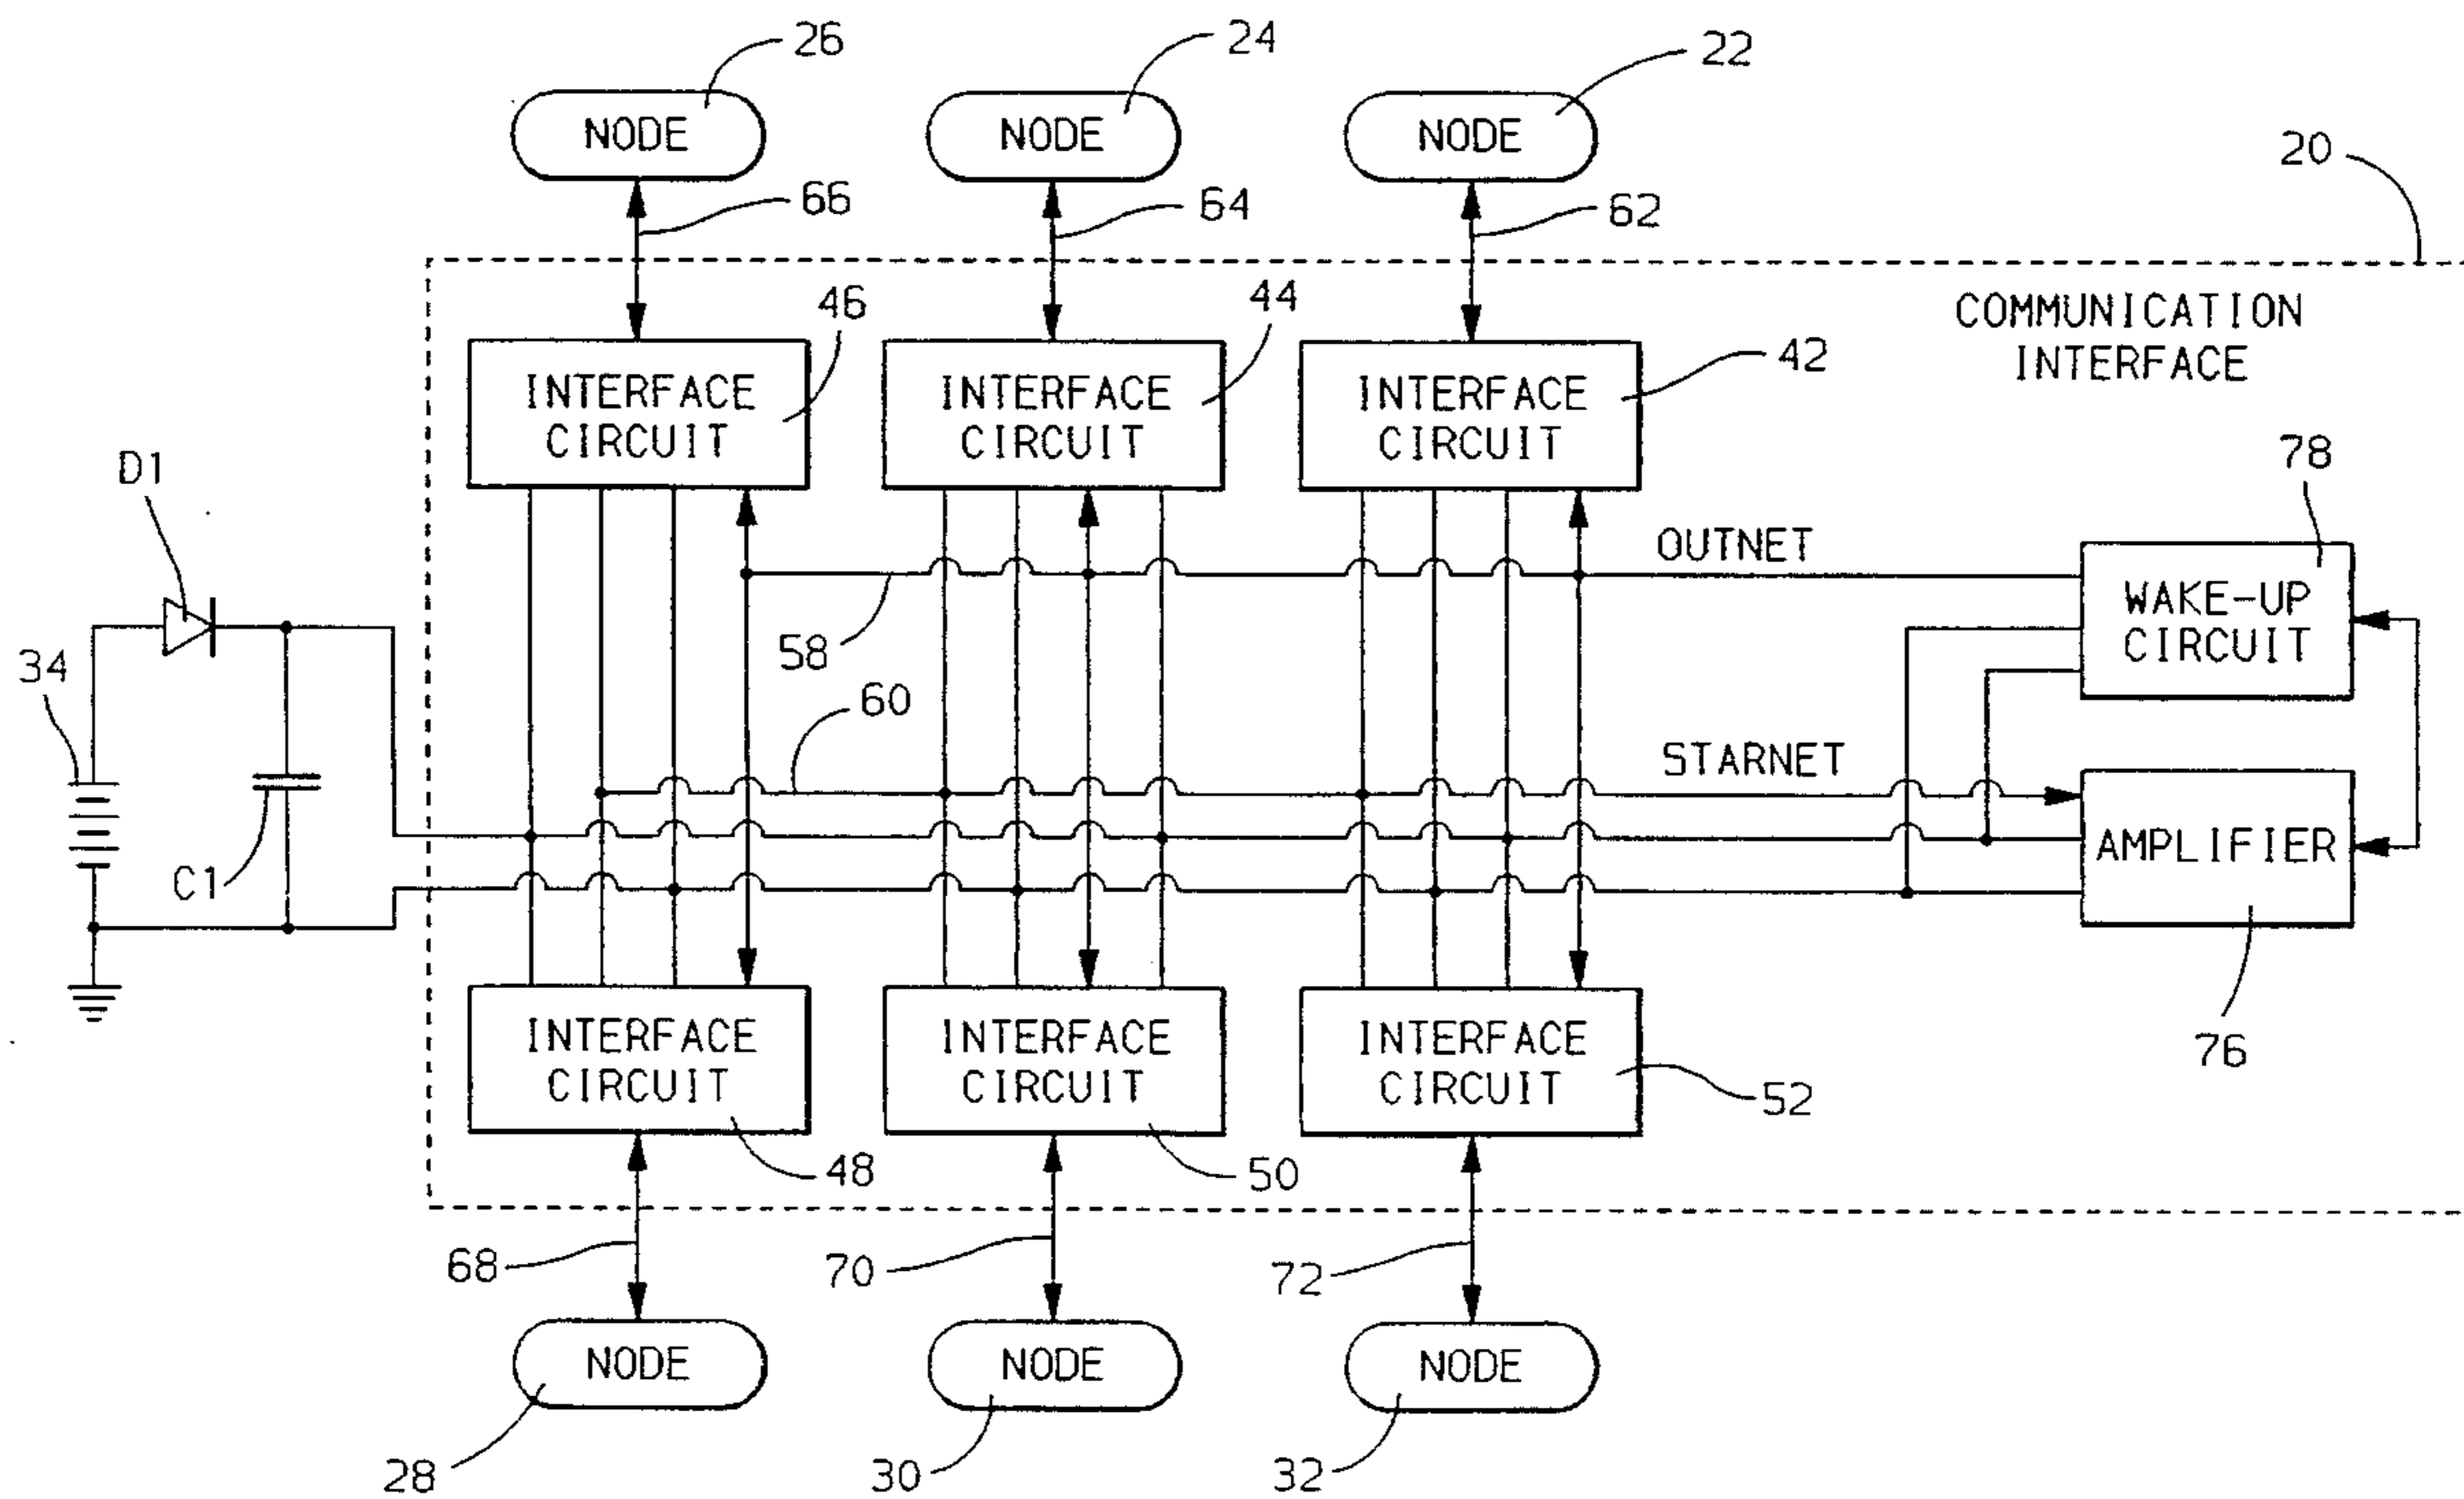 26
24
22
NODE
NODE
NODE
20
66
64
62
46
44
COMMUNICATION
INTERFACE
42
INTERFACE
CIRCUIT
INTERFACE
CIRCUIT
INTERFACE
CIRCUIT
D1
78
OUTNET
WAKE-UP
CIRCUIT
58
34
60
STARNET
AMPLIFIER
C1
INTERFACE
CIRCUIT
INTERFACE
CIRCUIT
INTERFACE
CIRCUIT
76
52
48
50
68
70
72
NODE
NODE
NODE
28
30
32